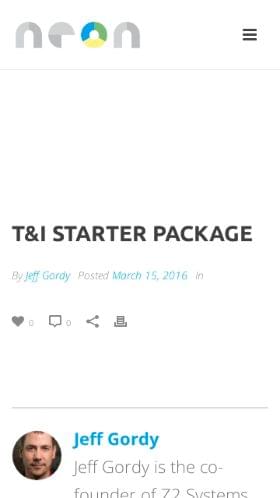 neon
T&I STARTER PACKAGE
By Jeff Gordy Posted March 15, 2016 In
0 0
Jeff Gordy
Jeff Gordy is the co-
founder of Z2 Systems